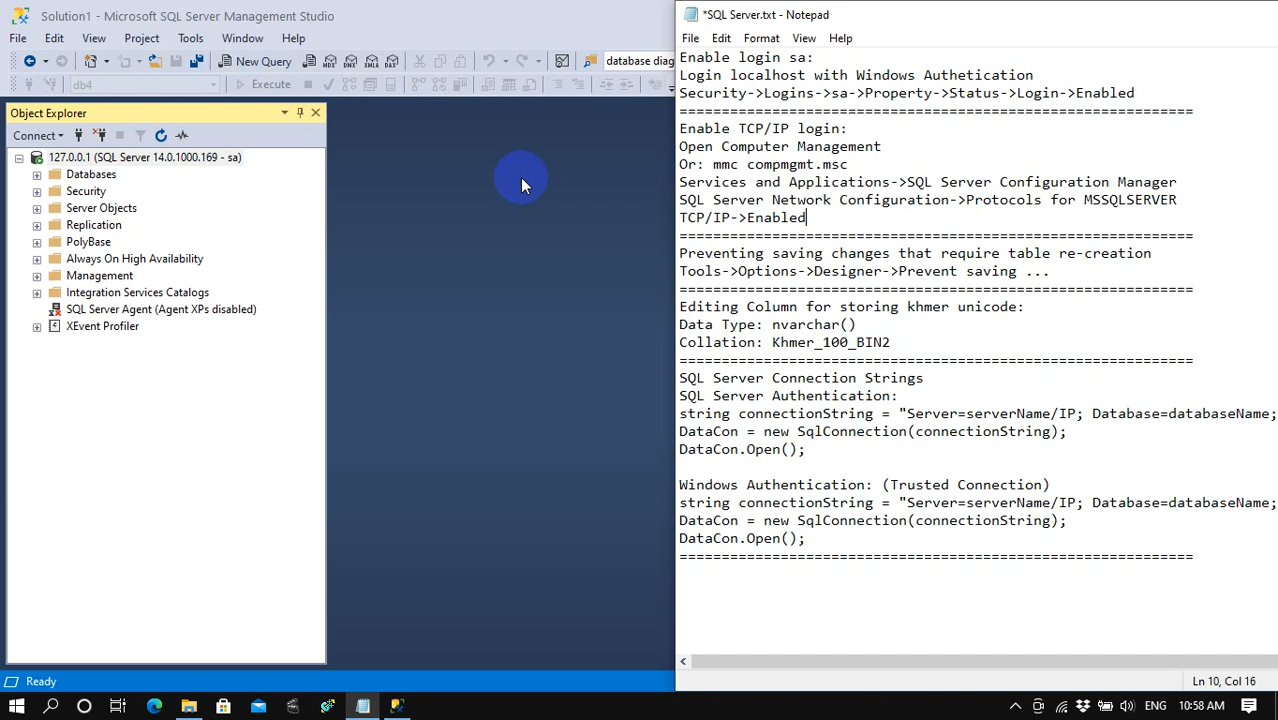 Solution1 - Microsoft SQL Server Management Studio
File Edit View Project Tools Window Help
New Query
MDX DMX XMLA DAX
database diag
db4
Execute
Object Explorer
Connect
127.0.0.1 (SQL Server 14.0.1000.169 - sa)
Databases
Security
Server Objects
Replication
PolyBase
Always On High Availability
Management
Integration Services Catalogs
SQL Server Agent (Agent XPs disabled)
XEvent Profiler
Ready
*SQL Server.txt - Notepad
File Edit Format View Help
Enable login sa:
Login localhost with Windows Authetication
Security->Logins->sa->Property->Status->Login->Enabled
=============================================================
Enable TCP/IP login:
Open Computer Management
Or: mmc compmgmt.msc
Services and Applications->SQL Server Configuration Manager
SQL Server Network Configuration->Protocols for MSSQLSERVER
TCP/IP->Enabled
=============================================================
Preventing saving changes that require table re-creation
Tools->Options->Designer->Prevent saving ...
=============================================================
Editing Column for storing khmer unicode:
Data Type: nvarchar()
Collation: Khmer_100_BIN2
=============================================================
SQL Server Connection Strings
SQL Server Authentication:
string connectionString = "Server=serverName/IP; Database=databaseName;
DataCon = new SqlConnection(connectionString);
DataCon.Open();
Windows Authentication: (Trusted Connection)
string connectionString = "Server=serverName/IP; Database=databaseName;
DataCon = new SqlConnection(connectionString);
DataCon.Open();
=============================================================
Ln 10, Col 16
ENG 10:58 AM